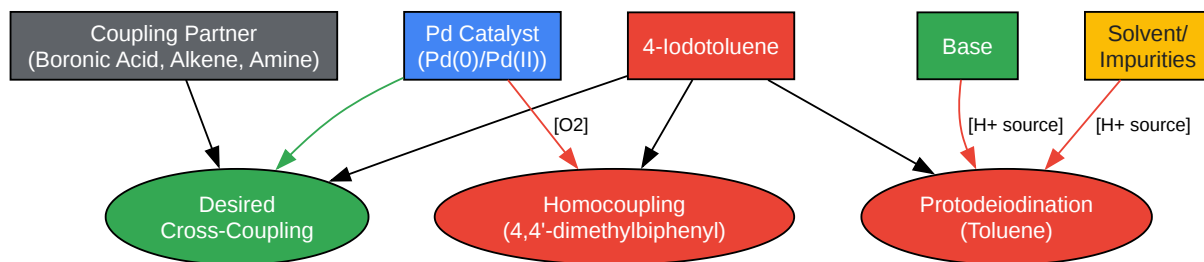 Coupling Partner
(Boronic Acid, Alkene, Amine)
Pd Catalyst
(Pd(0)/Pd(II))
4-Iodotoluene
Base
Solvent/
Impurities
[O2]
[H+ source]
[H+ source]
Desired
Cross-Coupling
Homocoupling
(4,4'-dimethylbiphenyl)
Protodeiodination
(Toluene)